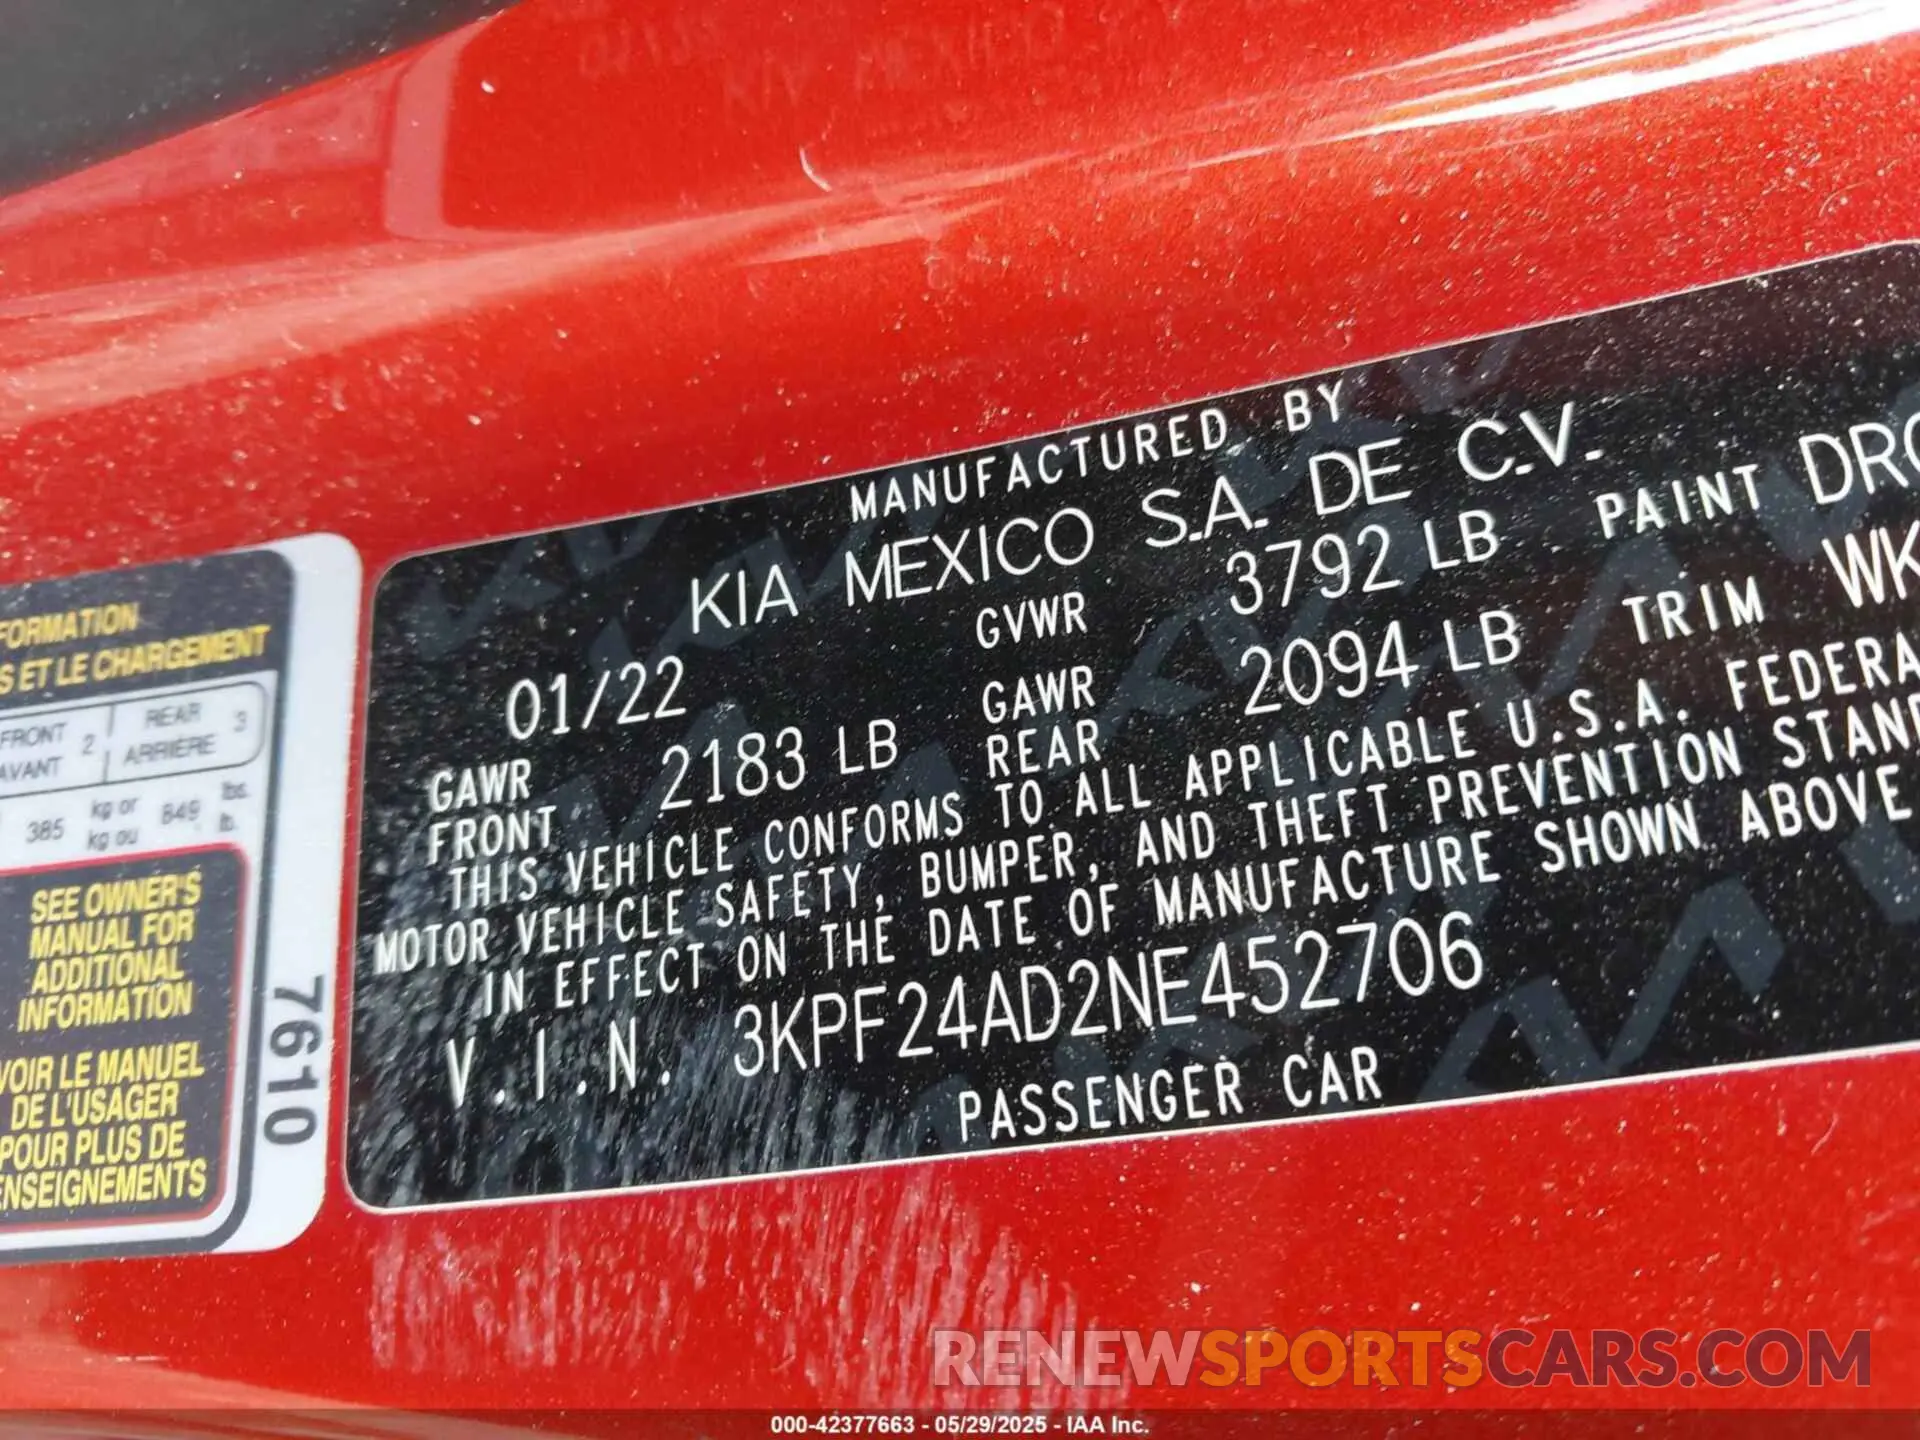 MANUFACTURED BY
KIA MEXICO S.A. DE C.V.
01/22 GVWR 3792 LB PAINT DR
GAWR FRONT 2183 LB GAWR REAR 2094 LB TRIM WK
THIS VEHICLE CONFORMS TO ALL APPLICABLE U.S.A. FEDERA
MOTOR VEHICLE SAFETY, BUMPER, AND THEFT PREVENTION STAN
IN EFFECT ON THE DATE OF MANUFACTURE SHOWN ABOVE
V.I.N. 3KPF24AD2NE452706
PASSENGER CAR
FORMATION
S ET LE CHARGEMENT
FRONT 2 REAR 3
AVANT ARRIÈRE
385 kg or 849 lbs.
kg ou lb.
SEE OWNER'S
MANUAL FOR
ADDITIONAL
INFORMATION
VOIR LE MANUEL
DE L'USAGER
POUR PLUS DE
ENSEIGNEMENTS
7610
RENEWSPORTSCARS.COM
000-42377663 - 05/29/2025 - IAA Inc.